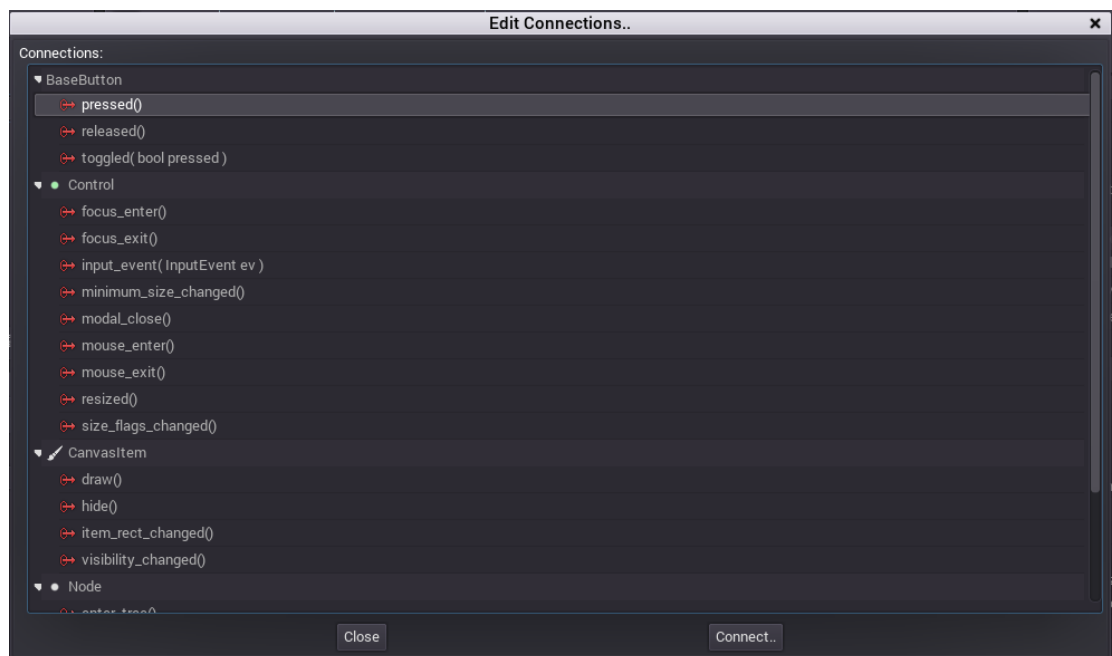 Edit Connections..
Connections:
BaseButton
pressed()
released()
toggled( bool pressed )
Control
focus_enter()
focus_exit()
input_event( InputEvent ev )
minimum_size_changed()
modal_close()
mouse_enter()
mouse_exit()
resized()
size_flags_changed()
CanvasItem
draw()
hide()
item_rect_changed()
visibility_changed()
Node
enter_tree()
Close Connect..